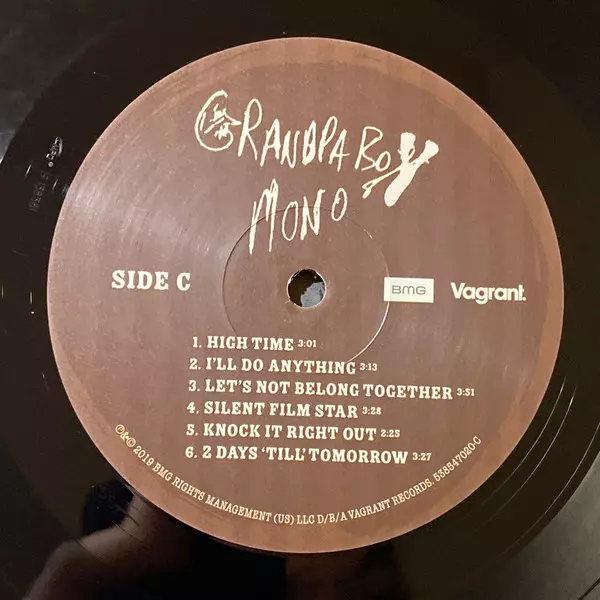 GRANDPABOY
MONO
SIDE C
BMG
Vagrant.
1. HIGH TIME 3:01
2. I'LL DO ANYTHING 3:13
3. LET'S NOT BELONG TOGETHER 3:51
4. SILENT FILM STAR 3:28
5. KNOCK IT RIGHT OUT 2:25
6. 2 DAYS 'TILL' TOMORROW 3:27
℗&© 2019 BMG RIGHTS MANAGEMENT (US) LLC D/B/A VAGRANT RECORDS. 538547020-C